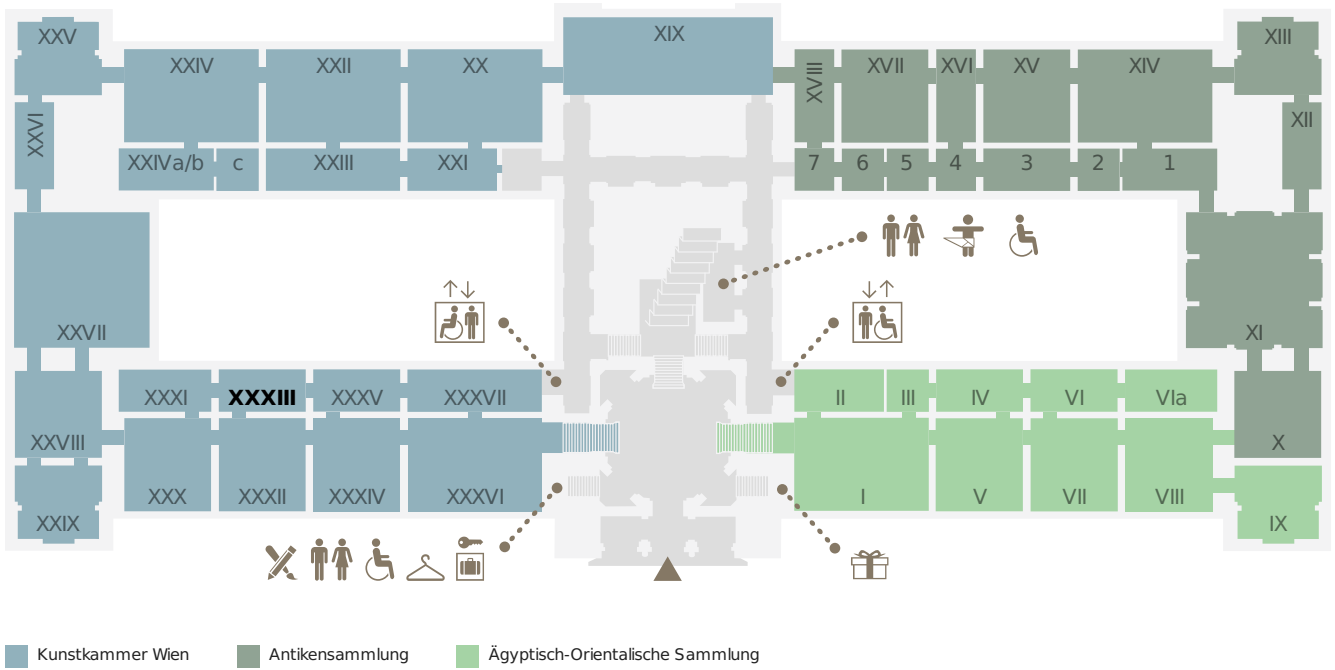 XXV
XXIV
XXII
XX
XIX
XVIII
XVII
XVI
XV
XIV
XIII
XXVI
XII
XXIVa/b
c
XXIII
XXI
7
6
5
4
3
2
1
XXVII
XI
XXXI
XXXIII
XXXV
XXXVII
II
III
IV
VI
VIa
XXVIII
X
XXX
XXXII
XXXIV
XXXVI
I
V
VII
VIII
XXIX
IX
Kunstkammer Wien
Antikensammlung
Ägyptisch-Orientalische Sammlung